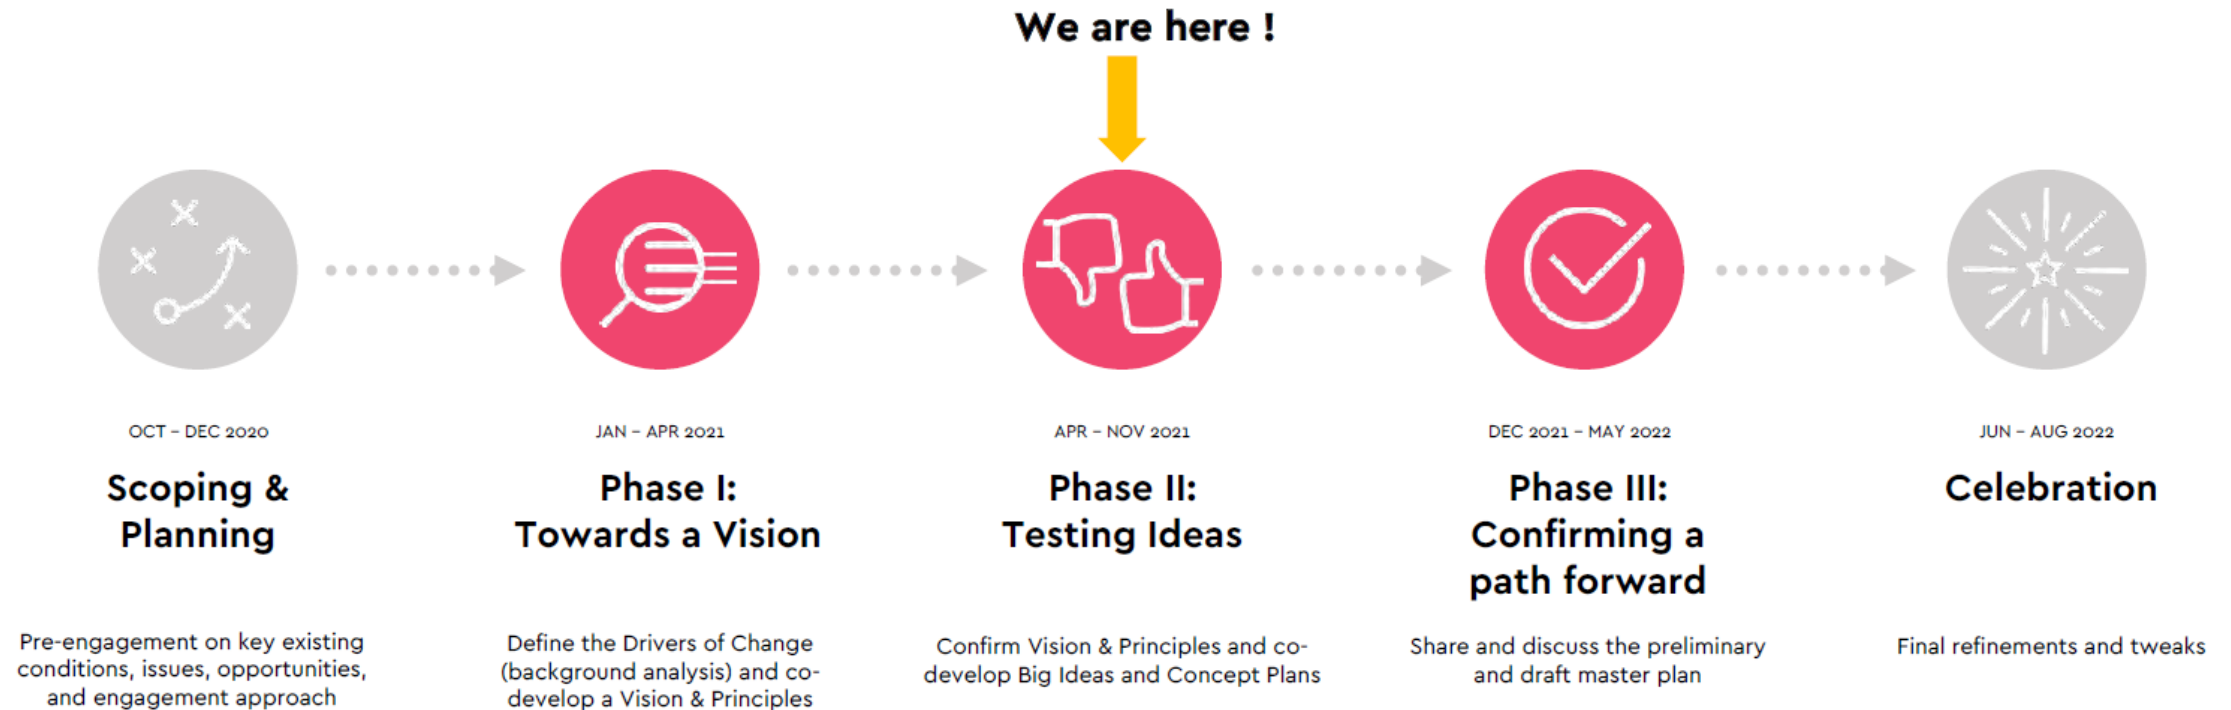 We are here !
OCT – DEC 2020
Scoping &
Planning
Pre-engagement on key existing
conditions, issues, opportunities,
and engagement approach
JAN – APR 2021
Phase I:
Towards a Vision
Define the Drivers of Change
(background analysis) and co-
develop a Vision & Principles
APR – NOV 2021
Phase II:
Testing Ideas
Confirm Vision & Principles and co-
develop Big Ideas and Concept Plans
DEC 2021 – MAY 2022
Phase III:
Confirming a
path forward
Share and discuss the preliminary
and draft master plan
JUN – AUG 2022
Celebration
Final refinements and tweaks